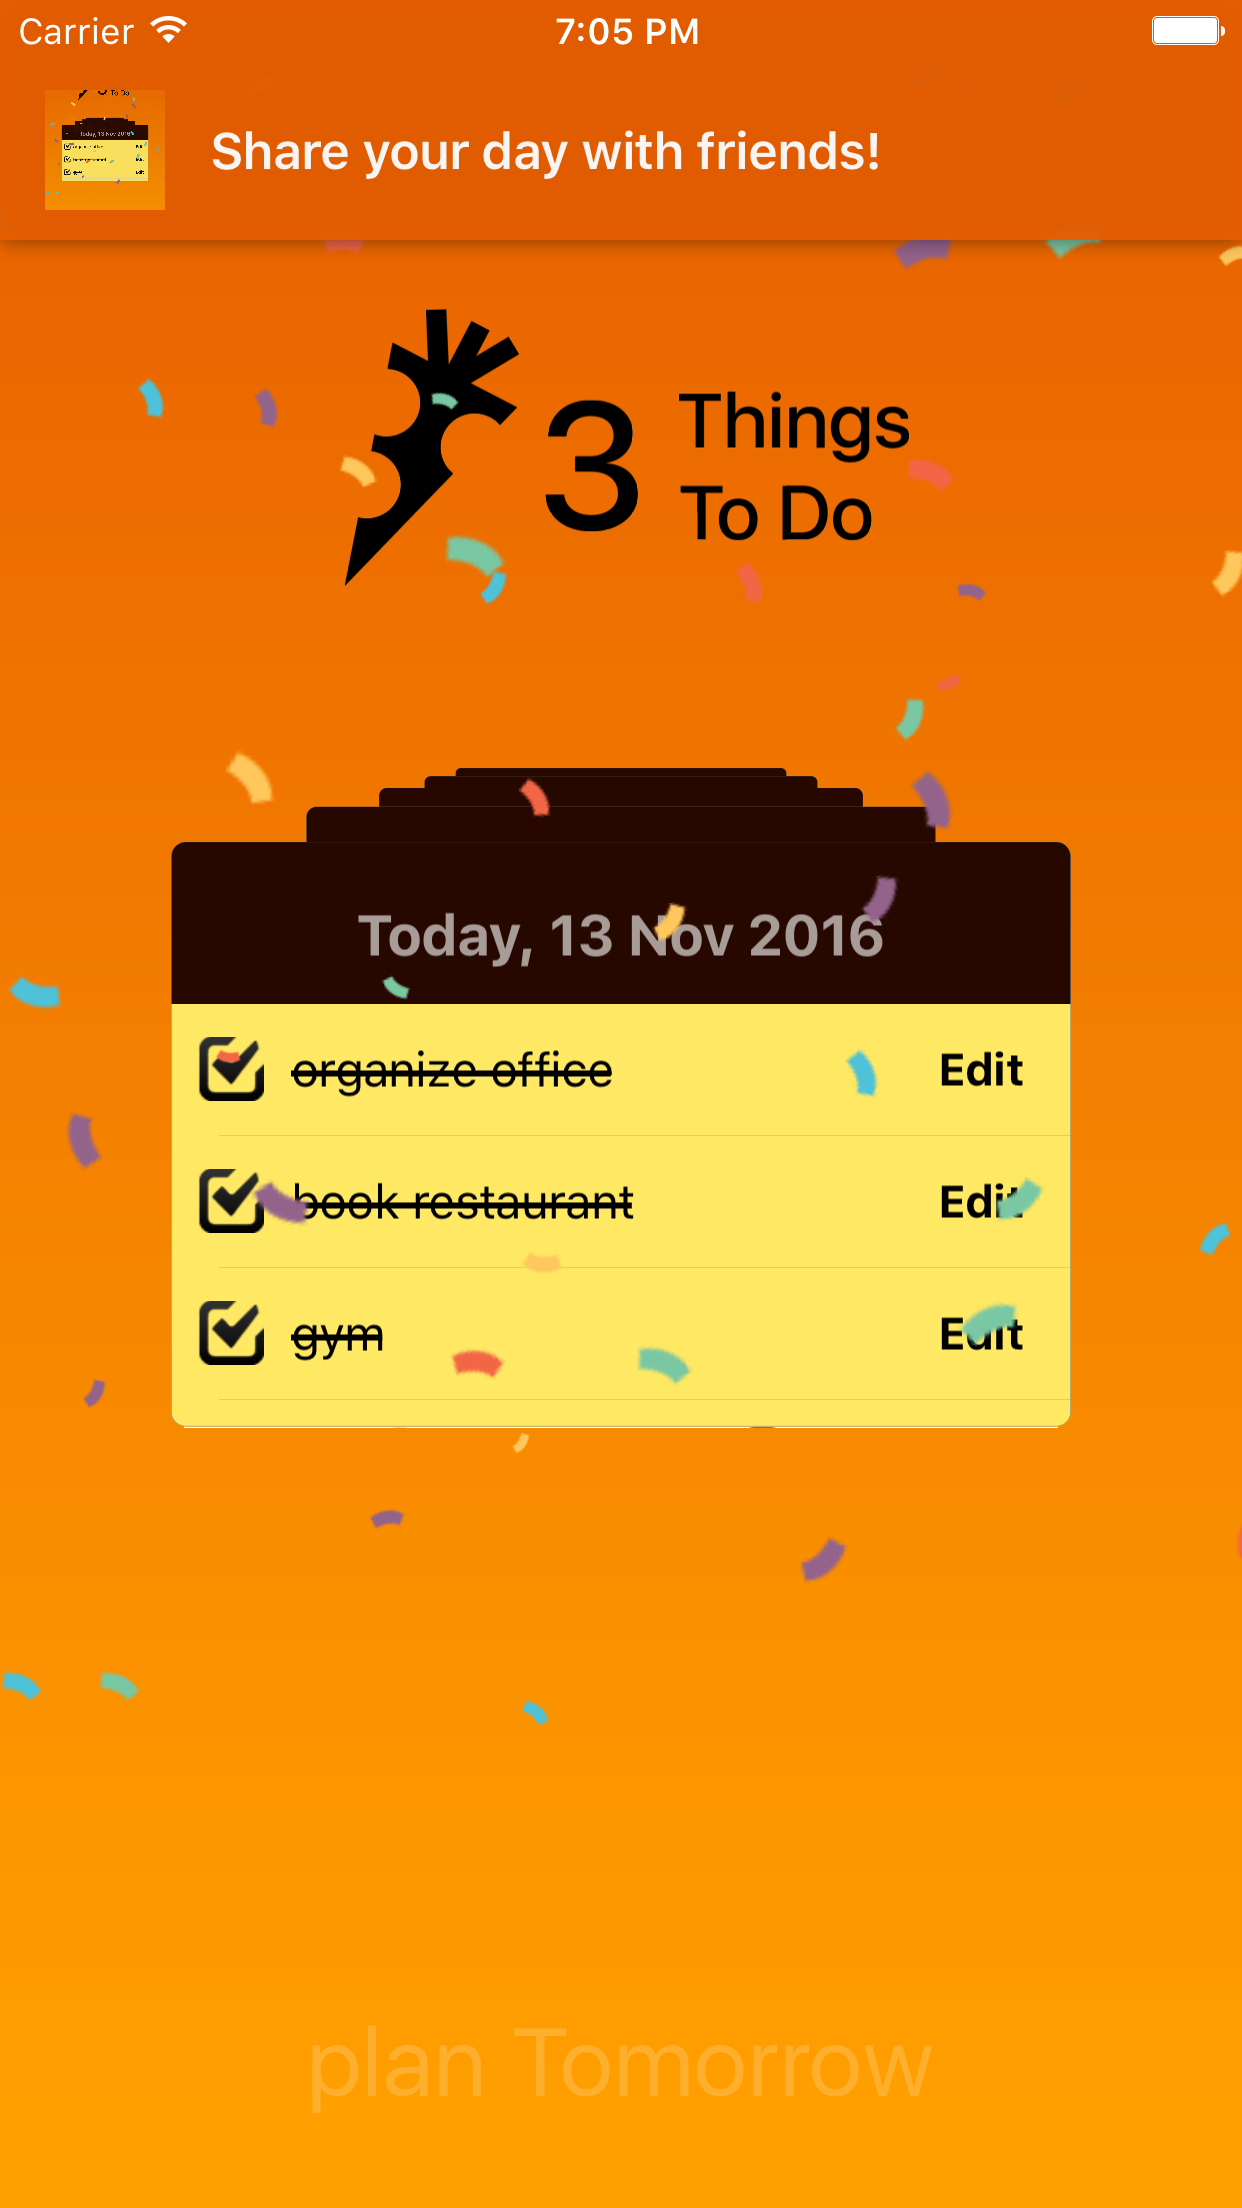 Carrier 7:05 PM
Share your day with friends!
3 Things
To Do
Today, 13 Nov 2016
organize office Edit
book restaurant Edit
gym Edit
plan Tomorrow